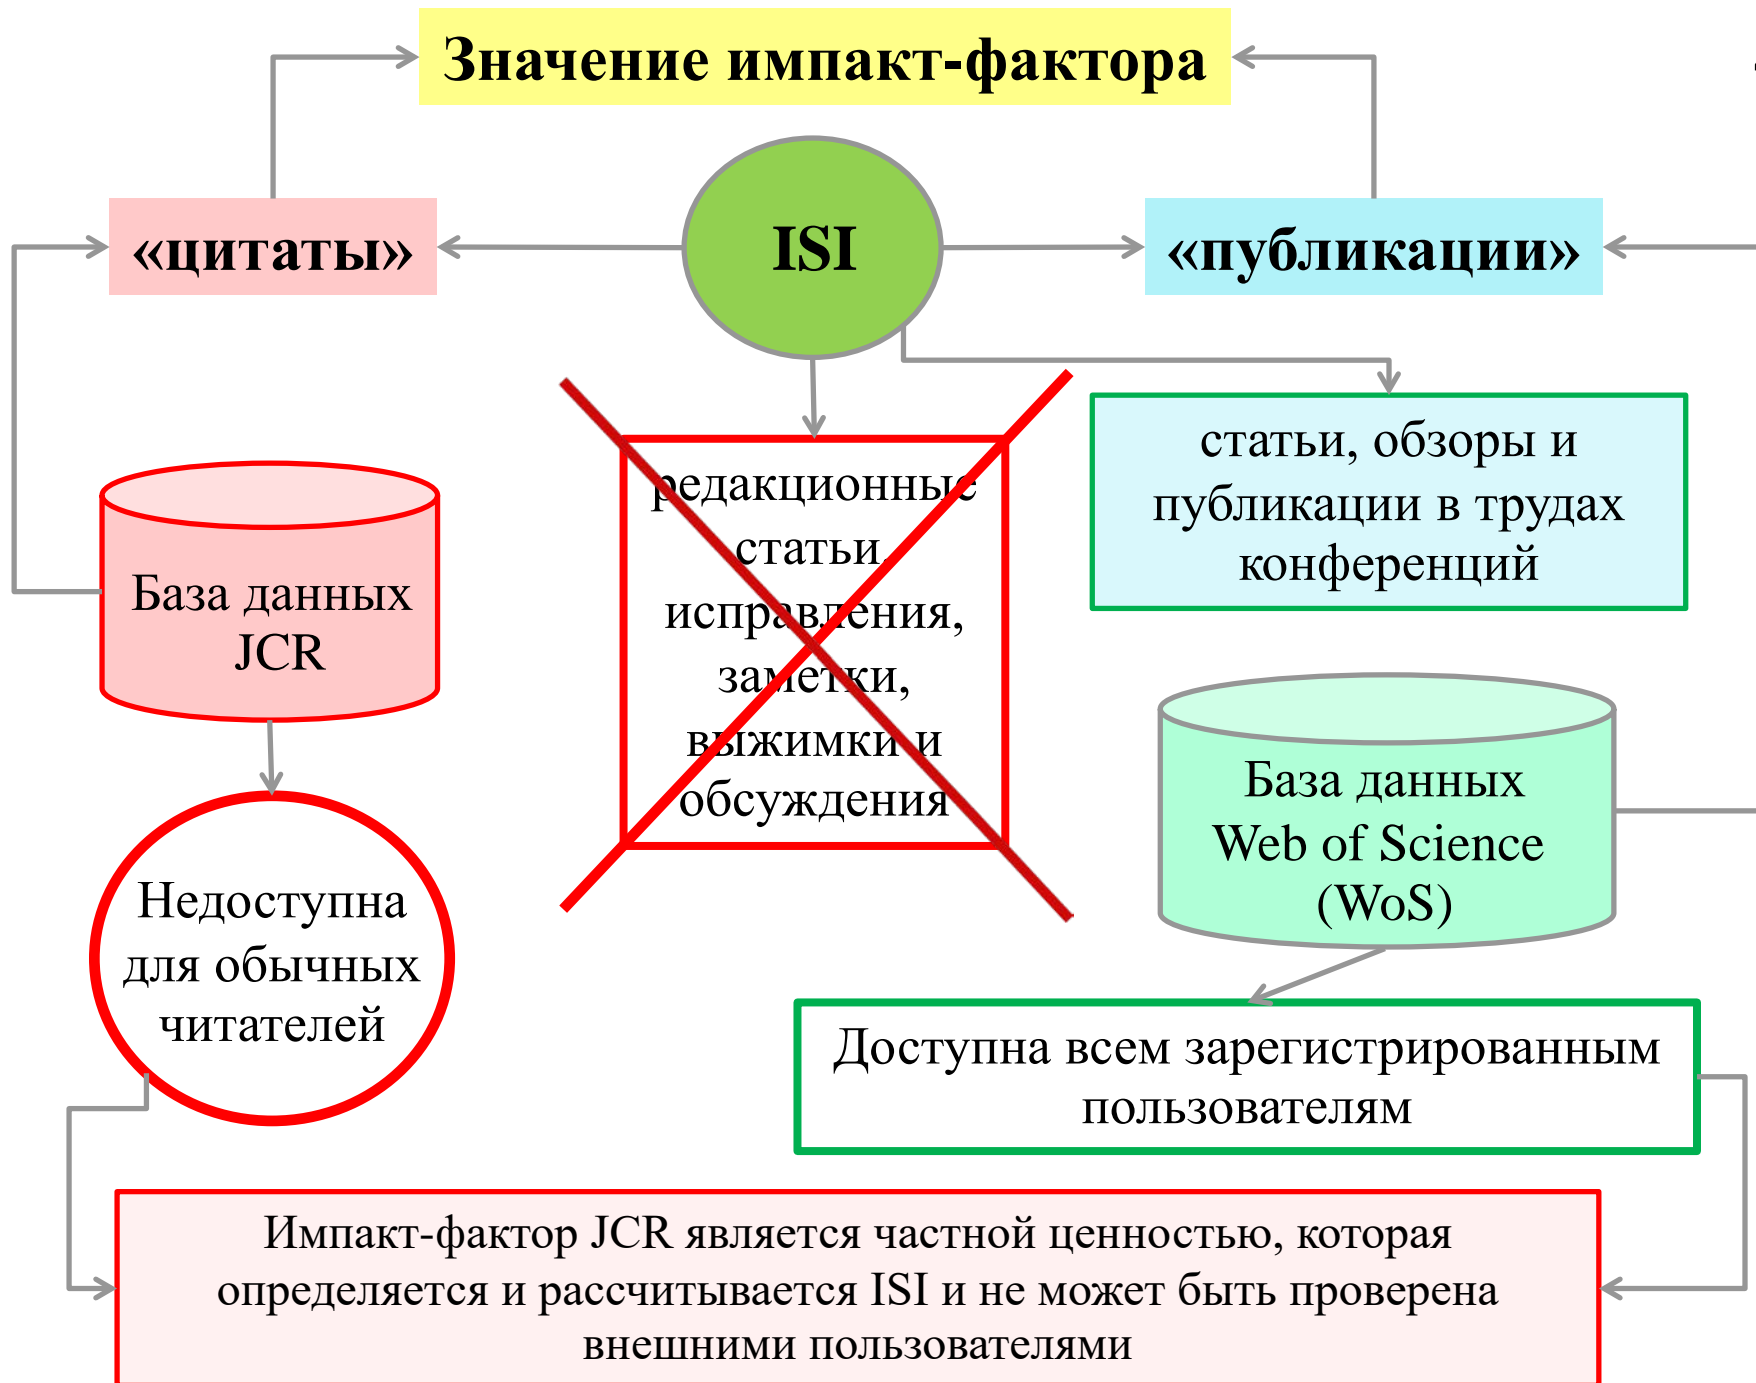 Значение импакт-фактора
«цитаты»
ISI
«публикации»
статьи, обзоры и
публикации в трудах
конференций
редакционные
статьи,
исправления,
заметки,
выжимки и
обсуждения
База данных
JCR
База данных
Web of Science
(WoS)
Недоступна
для обычных
читателей
Доступна всем зарегистрированным
пользователям
Импакт-фактор JCR является частной ценностью, которая
определяется и рассчитывается ISI и не может быть проверена
внешними пользователями